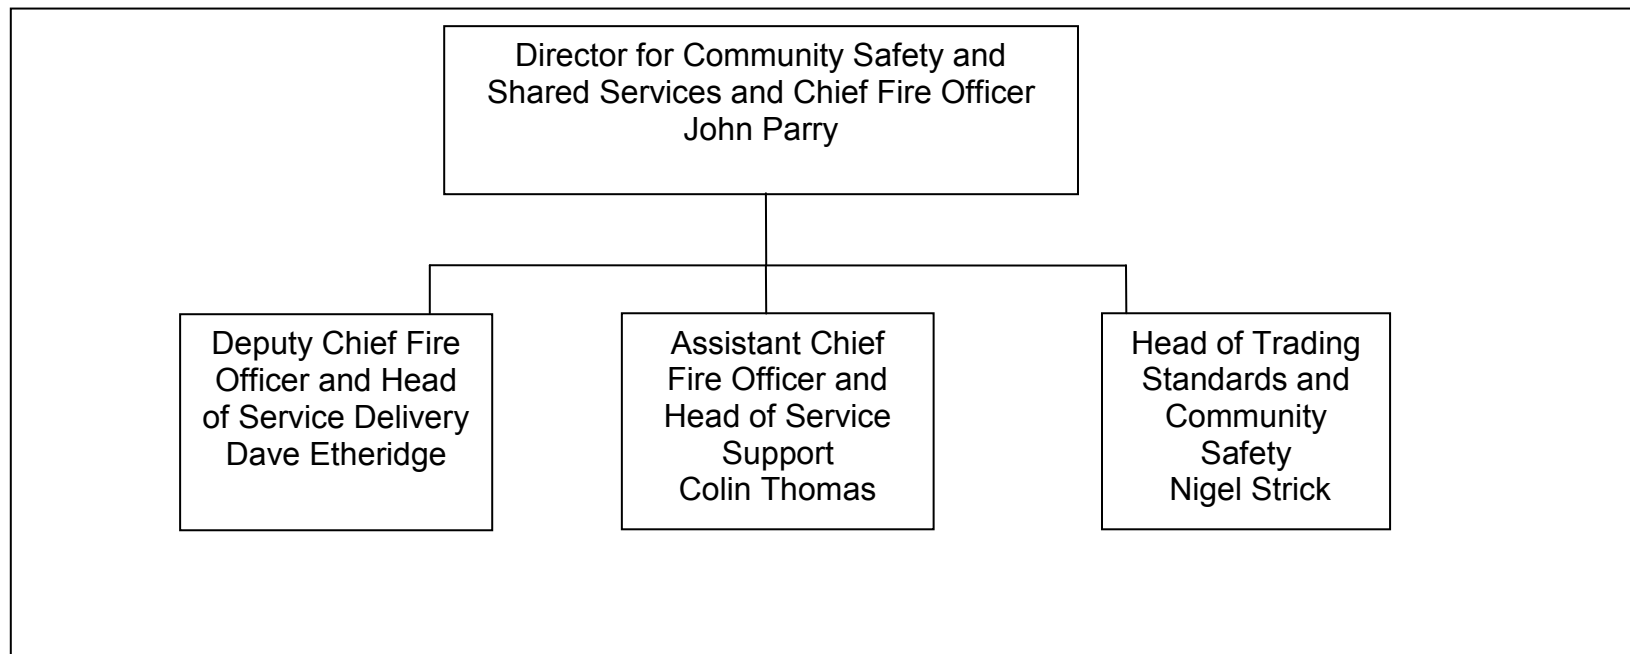 Director for Community Safety and
Shared Services and Chief Fire Officer
John Parry
Deputy Chief Fire
Officer and Head
of Service Delivery
Dave Etheridge
Assistant Chief
Fire Officer and
Head of Service
Support
Colin Thomas
Head of Trading
Standards and
Community
Safety
Nigel Strick